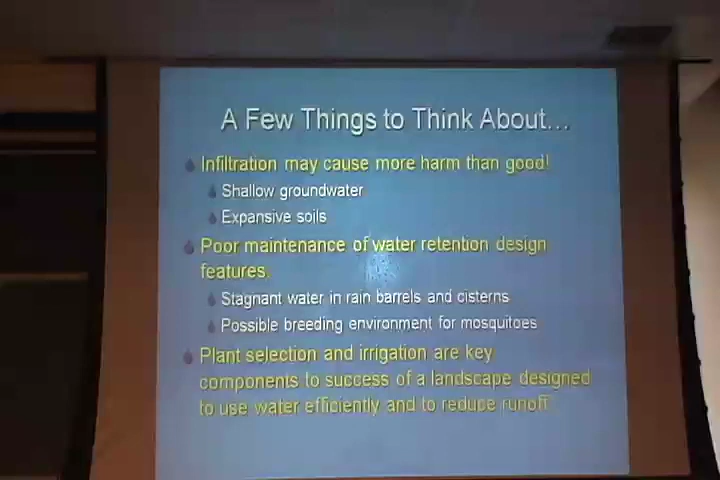 A Few Things to Think About...
Infiltration may cause more harm than good!
Shallow groundwater
Expansive soils
Poor maintenance of water retention design
features.
Stagnant water in rain barrels and cisterns
Possible breeding environment for mosquitoes
Plant selection and irrigation are key
components to success of a landscape designed
to use water efficiently and to reduce runoff